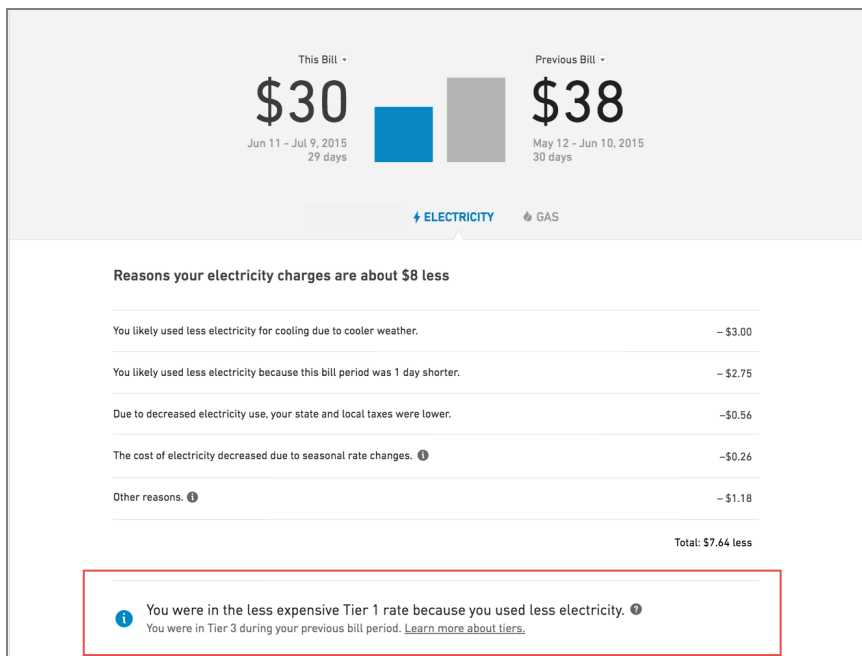 This Bill
Previous Bill
$30
$38
Jun 11 - Jul 9, 2015
29 days
May 12 - Jun 10, 2015
30 days
ELECTRICITY
GAS
Reasons your electricity charges are about $8 less
You likely used less electricity for cooling due to cooler weather.
– $3.00
You likely used less electricity because this bill period was 1 day shorter.
– $2.75
Due to decreased electricity use, your state and local taxes were lower.
–$0.56
The cost of electricity decreased due to seasonal rate changes.
–$0.26
Other reasons.
– $1.18
Total: $7.64 less
You were in the less expensive Tier 1 rate because you used less electricity.
You were in Tier 3 during your previous bill period. Learn more about tiers.